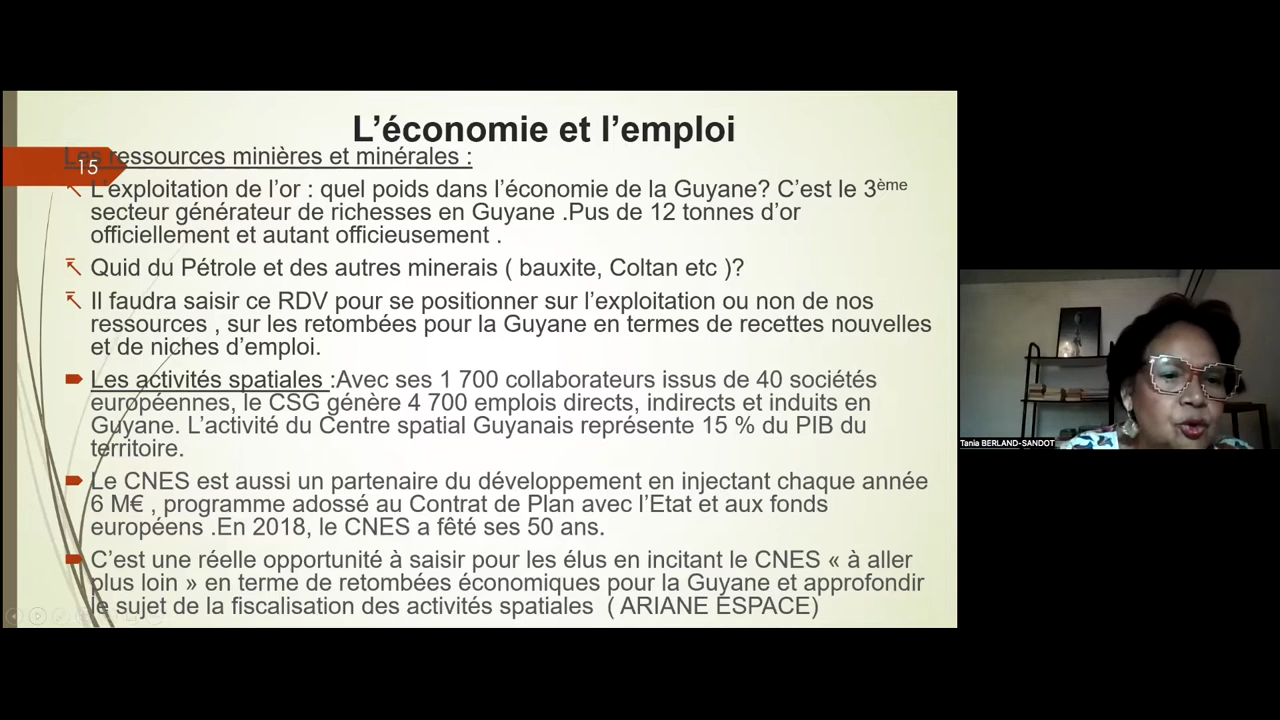 L'économie et l'emploi
Les ressources minières et minérales :
15
L'exploitation de l'or : quel poids dans l'économie de la Guyane? C'est le 3ème
secteur générateur de richesses en Guyane .Pus de 12 tonnes d'or
officiellement et autant officieusement .
Quid du Pétrole et des autres minerais ( bauxite, Coltan etc )?
Il faudra saisir ce RDV pour se positionner sur l'exploitation ou non de nos
ressources , sur les retombées pour la Guyane en termes de recettes nouvelles
et de niches d'emploi.
Les activités spatiales :Avec ses 1 700 collaborateurs issus de 40 sociétés
européennes, le CSG génère 4 700 emplois directs, indirects et induits en
Guyane. L'activité du Centre spatial Guyanais représente 15 % du PIB du
territoire.
Le CNES est aussi un partenaire du développement en injectant chaque année
6 M€ , programme adossé au Contrat de Plan avec l'Etat et aux fonds
européens .En 2018, le CNES a fêté ses 50 ans.
C'est une réelle opportunité à saisir pour les élus en incitant le CNES « à aller
plus loin » en terme de retombées économiques pour la Guyane et approfondir
le sujet de la fiscalisation des activités spatiales ( ARIANE ESPACE)
Tania BERLAND-SANDOT